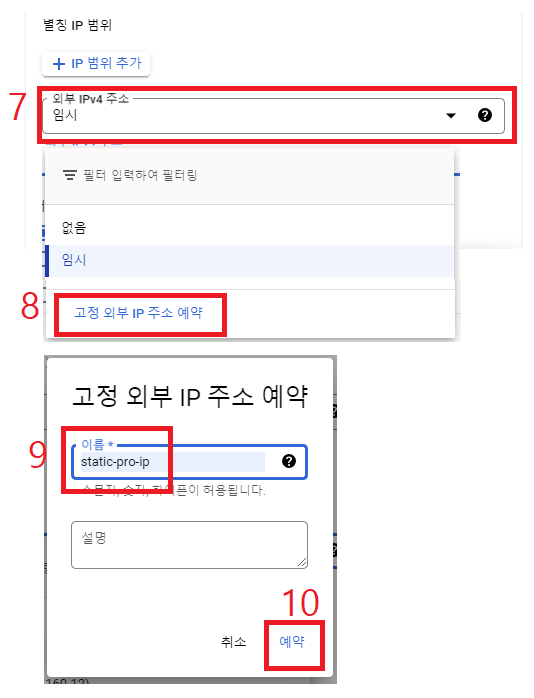 별칭 IP 범위
+ IP 범위 추가
7
외부 IPv4 주소
임시
필터 입력하여 필터링
없음
임시
8
고정 외부 IP 주소 예약
고정 외부 IP 주소 예약
9
이름 *
static-pro-ip
소문자, 숫자, 하이픈이 허용됩니다.
설명
10
취소
예약